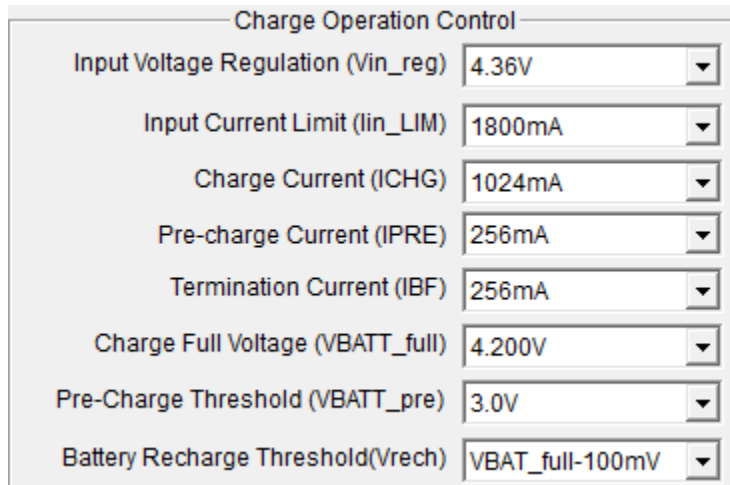 Charge Operation Control
Input Voltage Regulation (Vin_reg) 4.36V
Input Current Limit (Iin_LIM) 1800mA
Charge Current (ICHG) 1024mA
Pre-charge Current (IPRE) 256mA
Termination Current (IBF) 256mA
Charge Full Voltage (VBATT_full) 4.200V
Pre-Charge Threshold (VBATT_pre) 3.0V
Battery Recharge Threshold(Vrech) VBAT_full-100mV